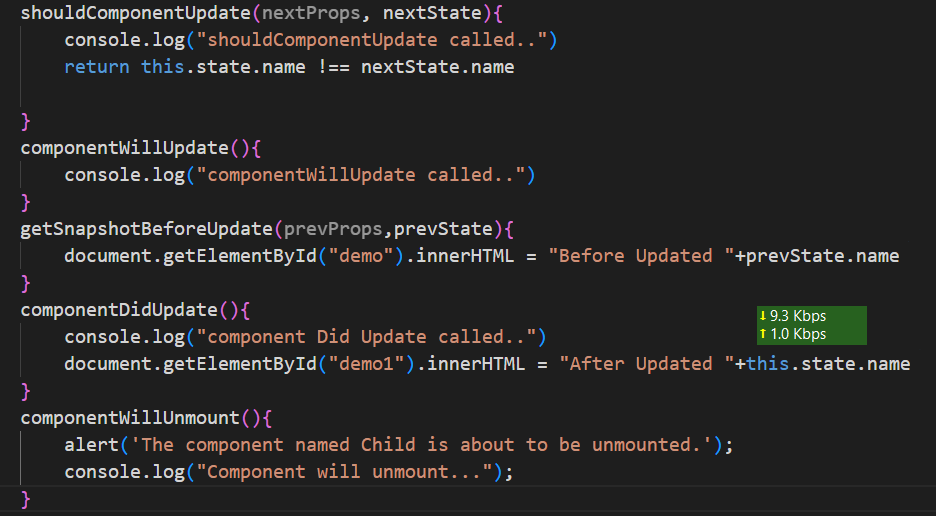 shouldComponentUpdate(nextProps, nextState){
    console.log("shouldComponentUpdate called..")
    return this.state.name !== nextState.name
}
componentWillUpdate(){
    console.log("componentWillUpdate called..")
}
getSnapshotBeforeUpdate(prevProps,prevState){
    document.getElementById("demo").innerHTML = "Before Updated "+prevState.name
}
componentDidUpdate(){
    console.log("component Did Update called..")
    document.getElementById("demo1").innerHTML = "After Updated "+this.state.name
}
componentWillUnmount(){
    alert('The component named Child is about to be unmounted.');
    console.log("Component will unmount...");
}
↓ 9.3 Kbps
↑ 1.0 Kbps